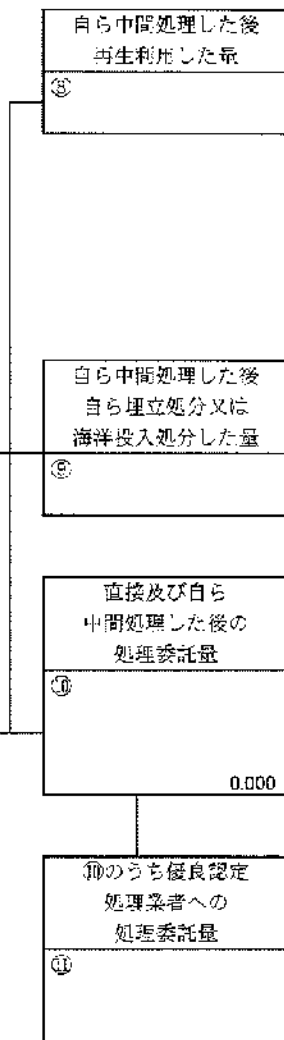 自ら中間処理した後
再生利用した量
⑧
自ら中間処理した後
自ら埋立処分又は
海洋投入処分した量
⑨
直接及び自ら
中間処理した後の
処理委託量
⑩
0.000
⑩のうち優良認定
処理業者への
処理委託量
⑪